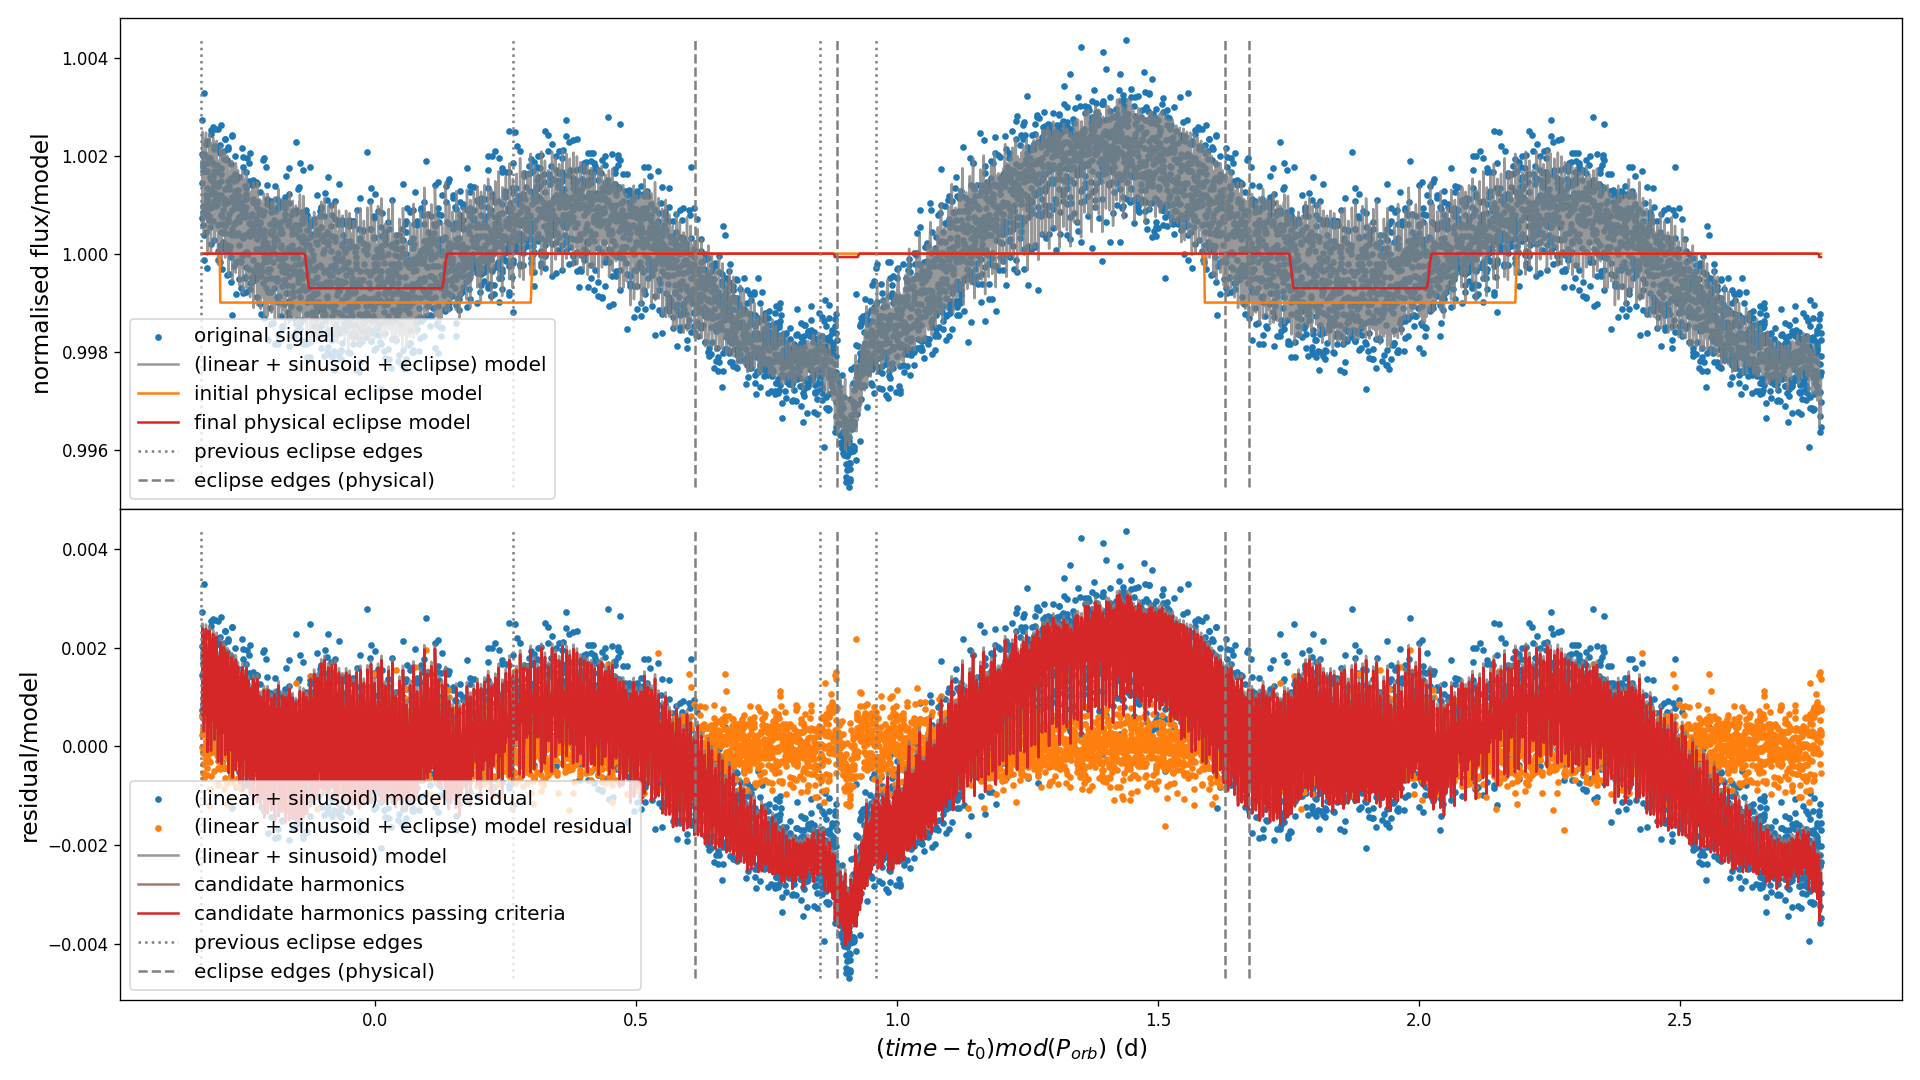 normalised flux/model
1.004
1.002
1.000
0.998
0.996
original signal
(linear + sinusoid + eclipse) model
initial physical eclipse model
final physical eclipse model
previous eclipse edges
eclipse edges (physical)
residual/model
0.004
0.002
0.000
−0.002
−0.004
(linear + sinusoid) model residual
(linear + sinusoid + eclipse) model residual
(linear + sinusoid) model
candidate harmonics
candidate harmonics passing criteria
previous eclipse edges
eclipse edges (physical)
0.0 0.5 1.0 1.5 2.0 2.5
(time − t₀)mod(P_orb) (d)